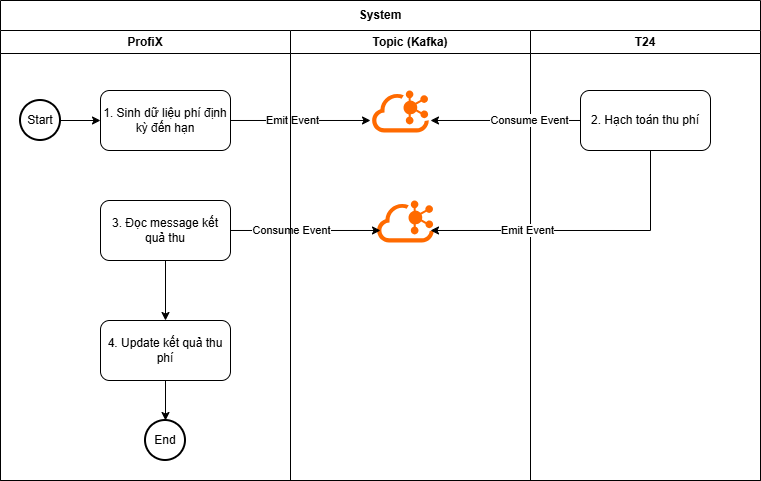 System
ProfiX
Topic (Kafka)
T24
Start
1. Sinh dữ liệu phí định
kỳ đến hạn
Emit Event
Consume Event
2. Hạch toán thu phí
3. Đọc message kết
quả thu
Consume Event
Emit Event
4. Update kết quả thu
phí
End